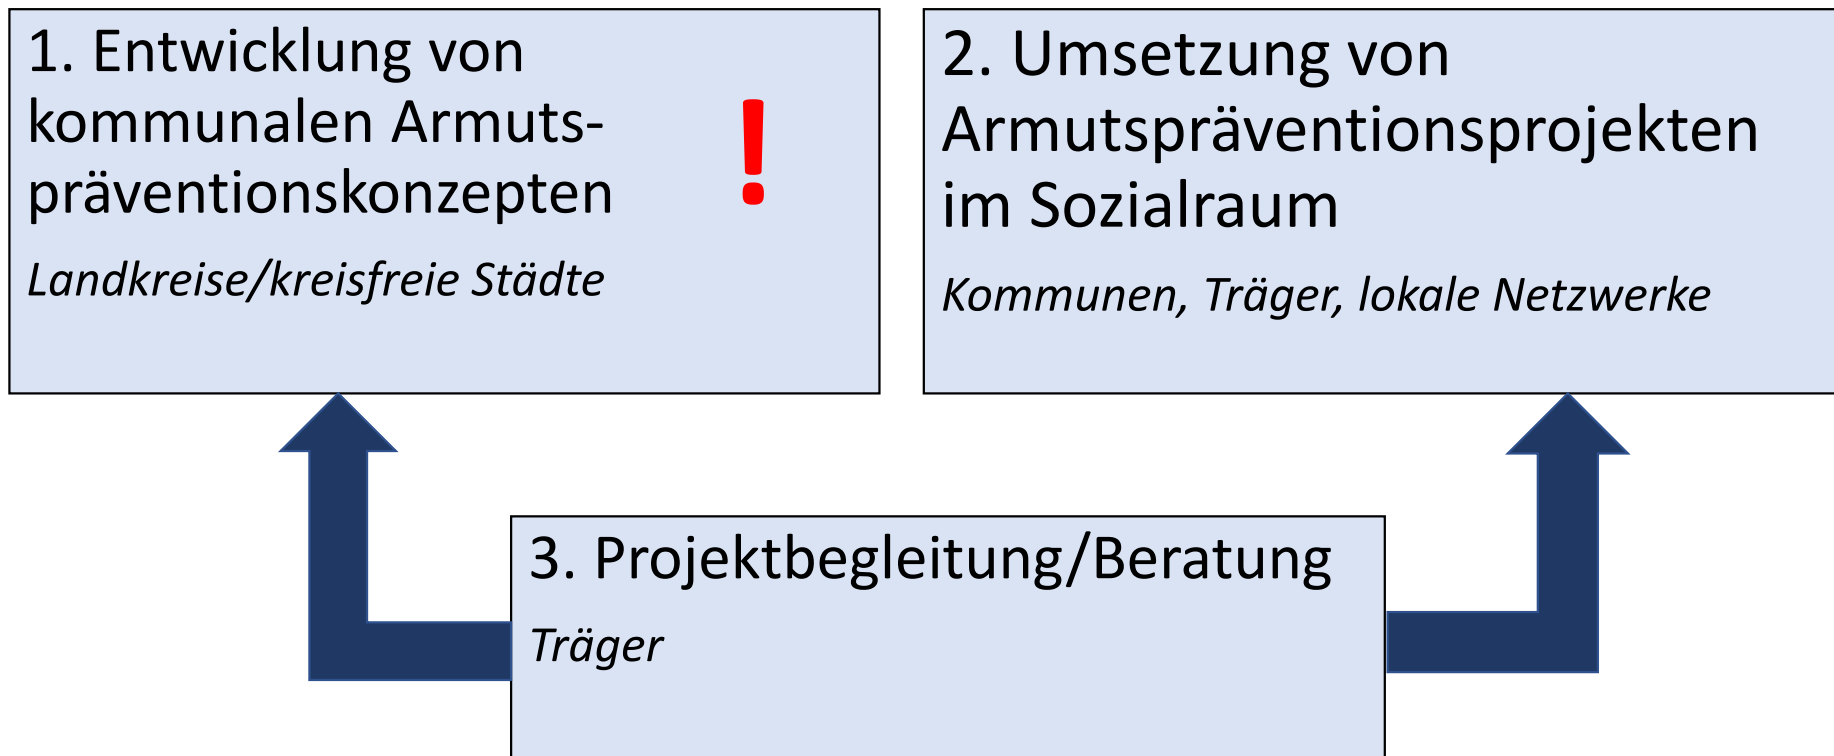 1. Entwicklung von
kommunalen Armuts-
präventionskonzepten
!
Landkreise/kreisfreie Städte
2. Umsetzung von
Armutspräventionsprojekten
im Sozialraum
Kommunen, Träger, lokale Netzwerke
3. Projektbegleitung/Beratung
Träger